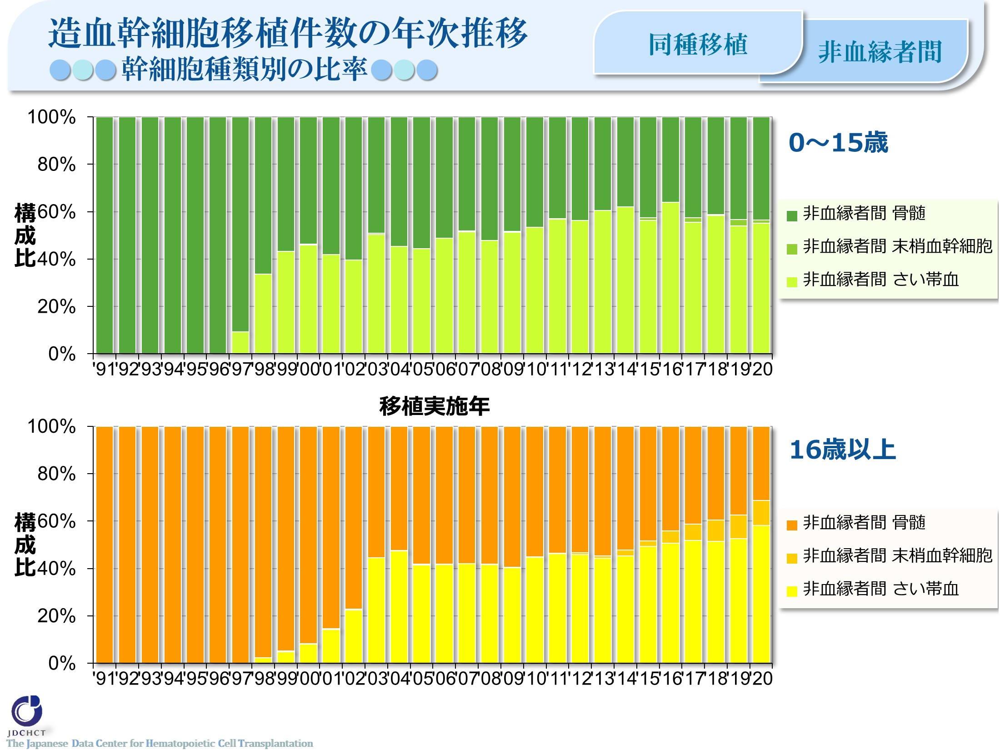 造血幹細胞移植件数の年次推移
幹細胞種類別の比率
同種移植
非血縁者間
100%
80%
60%
40%
20%
0%
構成比
'91 '92 '93 '94 '95 '96 '97 '98 '99 '00 '01 '02 '03 '04 '05 '06 '07 '08 '09 '10 '11 '12 '13 '14 '15 '16 '17 '18 '19 '20
移植実施年
0～15歳
非血縁者間 骨髄
非血縁者間 末梢血幹細胞
非血縁者間 さい帯血
100%
80%
60%
40%
20%
0%
構成比
'91 '92 '93 '94 '95 '96 '97 '98 '99 '00 '01 '02 '03 '04 '05 '06 '07 '08 '09 '10 '11 '12 '13 '14 '15 '16 '17 '18 '19 '20
16歳以上
非血縁者間 骨髄
非血縁者間 末梢血幹細胞
非血縁者間 さい帯血
JDCHCT
The Japanese Data Center for Hematopoietic Cell Transplantation